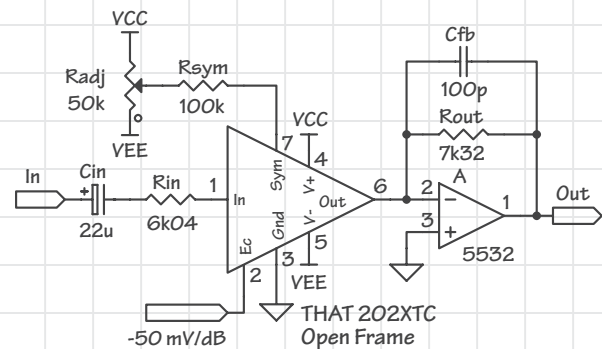 VCC
Radj
50k
VEE
Rsym
100k
Cfb
100p
Rout
7k32
In
Cin
+
22u
Rin
6k04
1
In
7
Sym
VCC
4
V+
Out
6
Gnd
3
V-
5
VEE
Ec
2
-50 mV/dB
THAT 202XTC
Open Frame
A
2
-
3
+
1
5532
Out